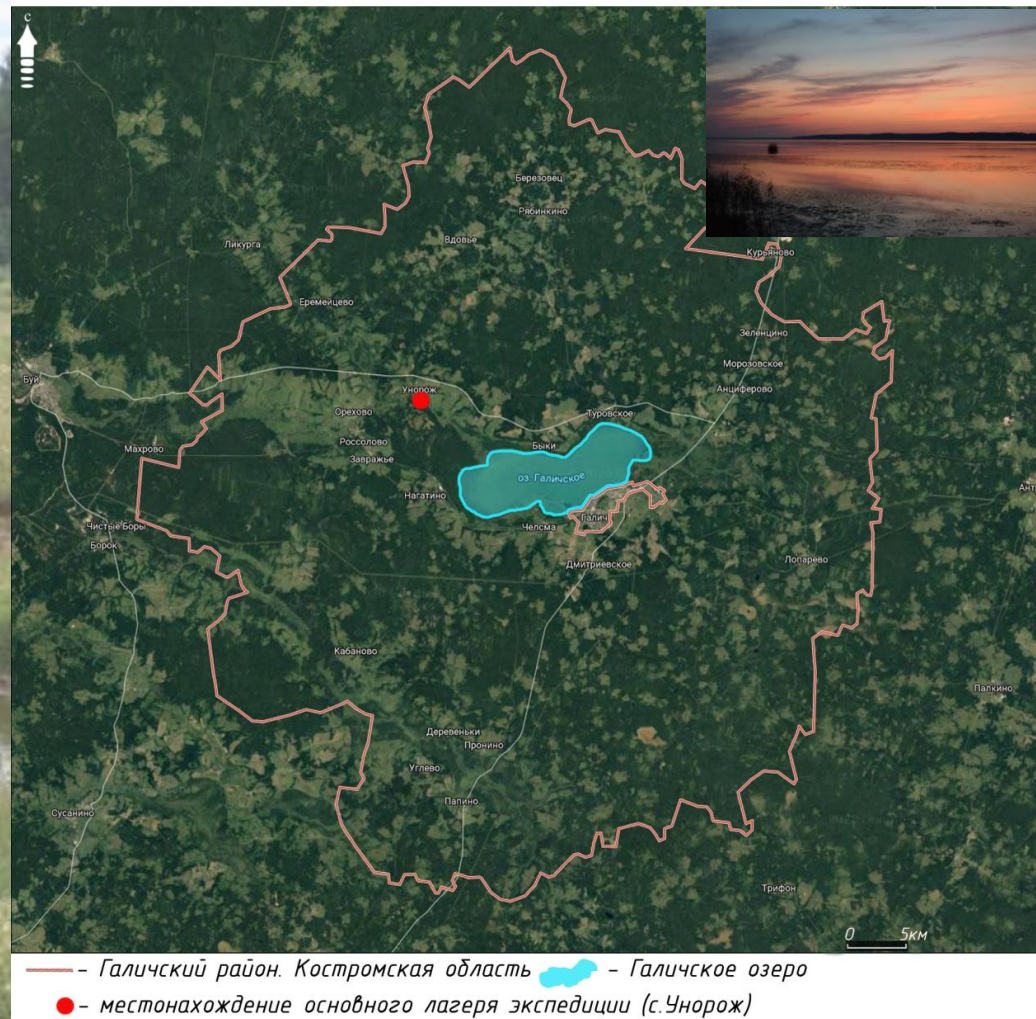 с
Березовец
Рябинкино
Вдовье
Ликурга
Курьяново
Еремейцево
Зеленцино
Морозовское
Буй
Унорож
Анциферово
Орехово
Туровское
Россолово
Быки
Махрово
Завражье
оз. Галичское
Нагатино
Галич
Чистые Боры
Челсма
Борок
Дмитриевское
Лопарево
Кабаново
Палкино
Деревеньки
Пронино
Углево
Папино
Сусанино
Трифон
0 5км
- Галичский район. Костромская область - Галичское озеро
- местонахождение основного лагеря экспедиции (с.Унорож)